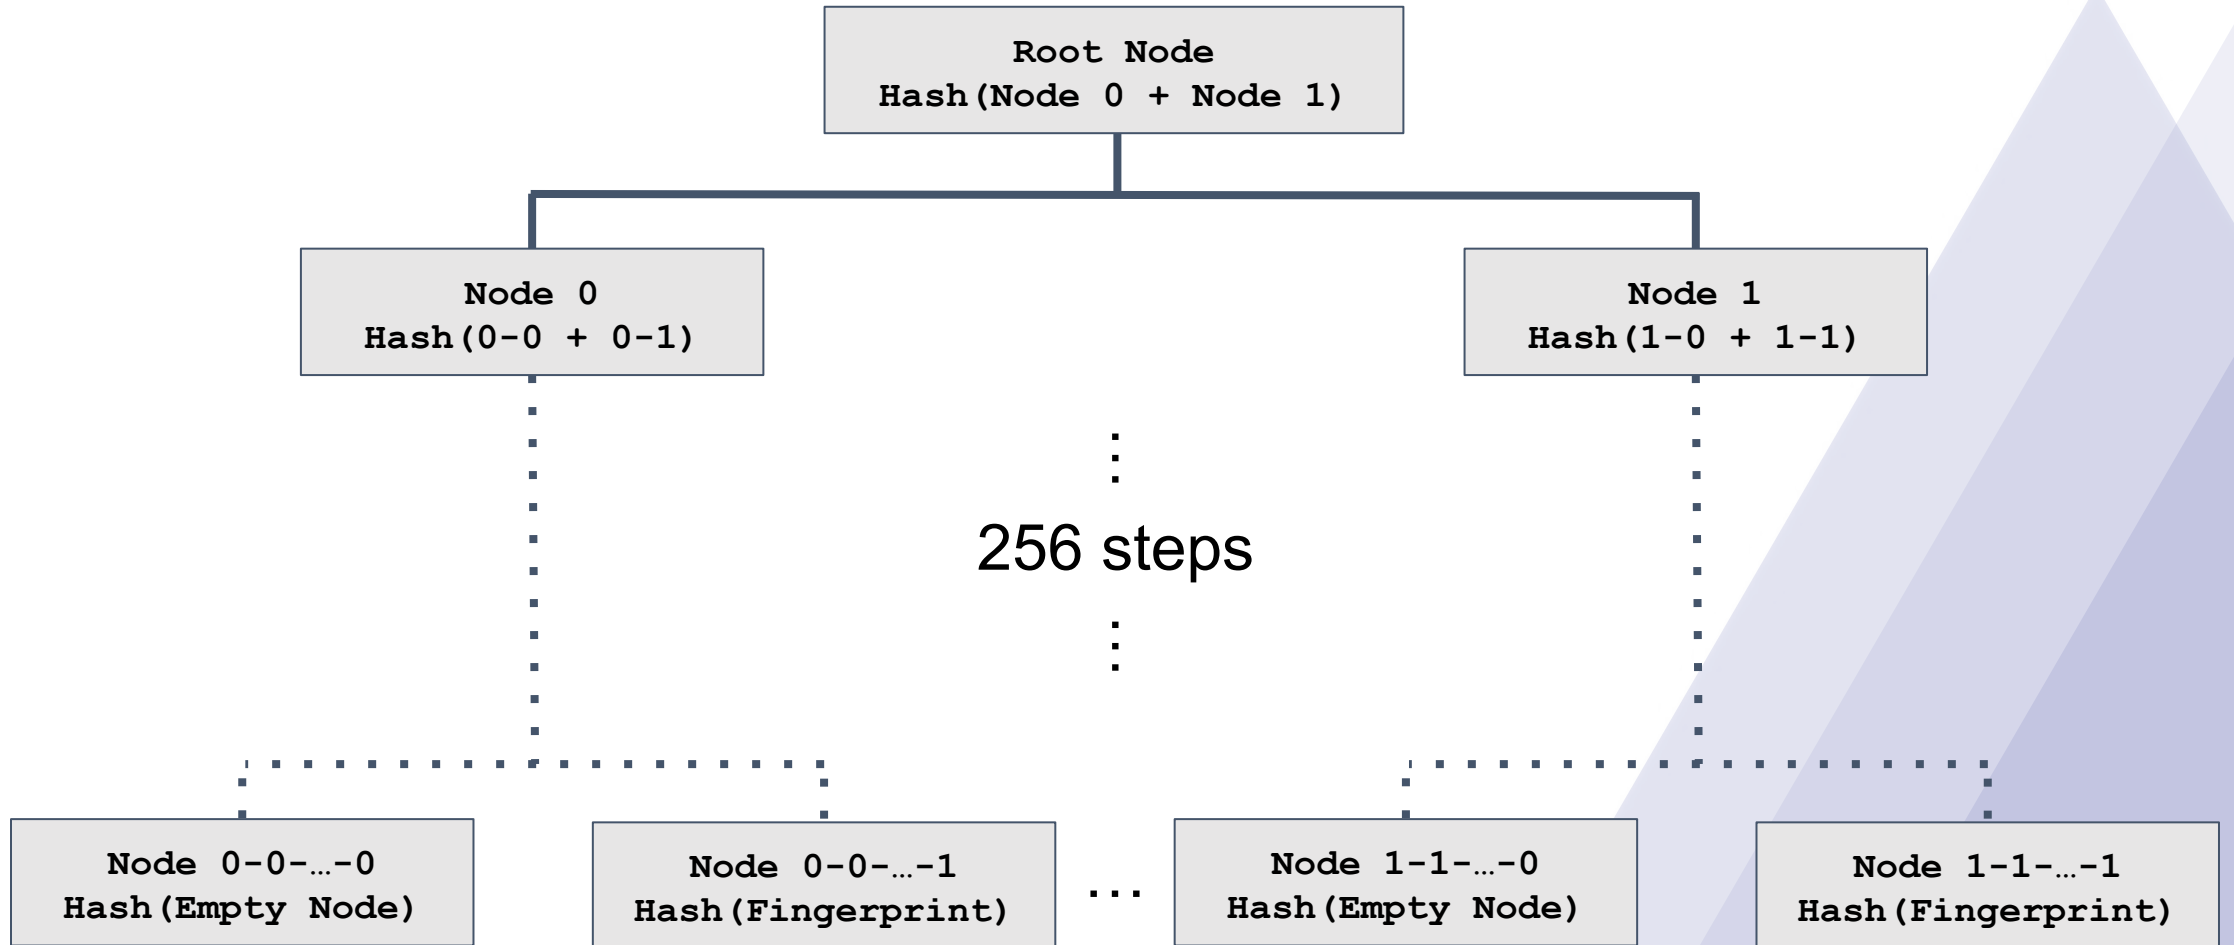 Root Node
Hash(Node 0 + Node 1)
Node 0
Hash(0-0 + 0-1)
Node 1
Hash(1-0 + 1-1)
⋮
256 steps
⋮
Node 0-0-…-0
Hash(Empty Node)
Node 0-0-…-1
Hash(Fingerprint)
...
Node 1-1-…-0
Hash(Empty Node)
Node 1-1-…-1
Hash(Fingerprint)